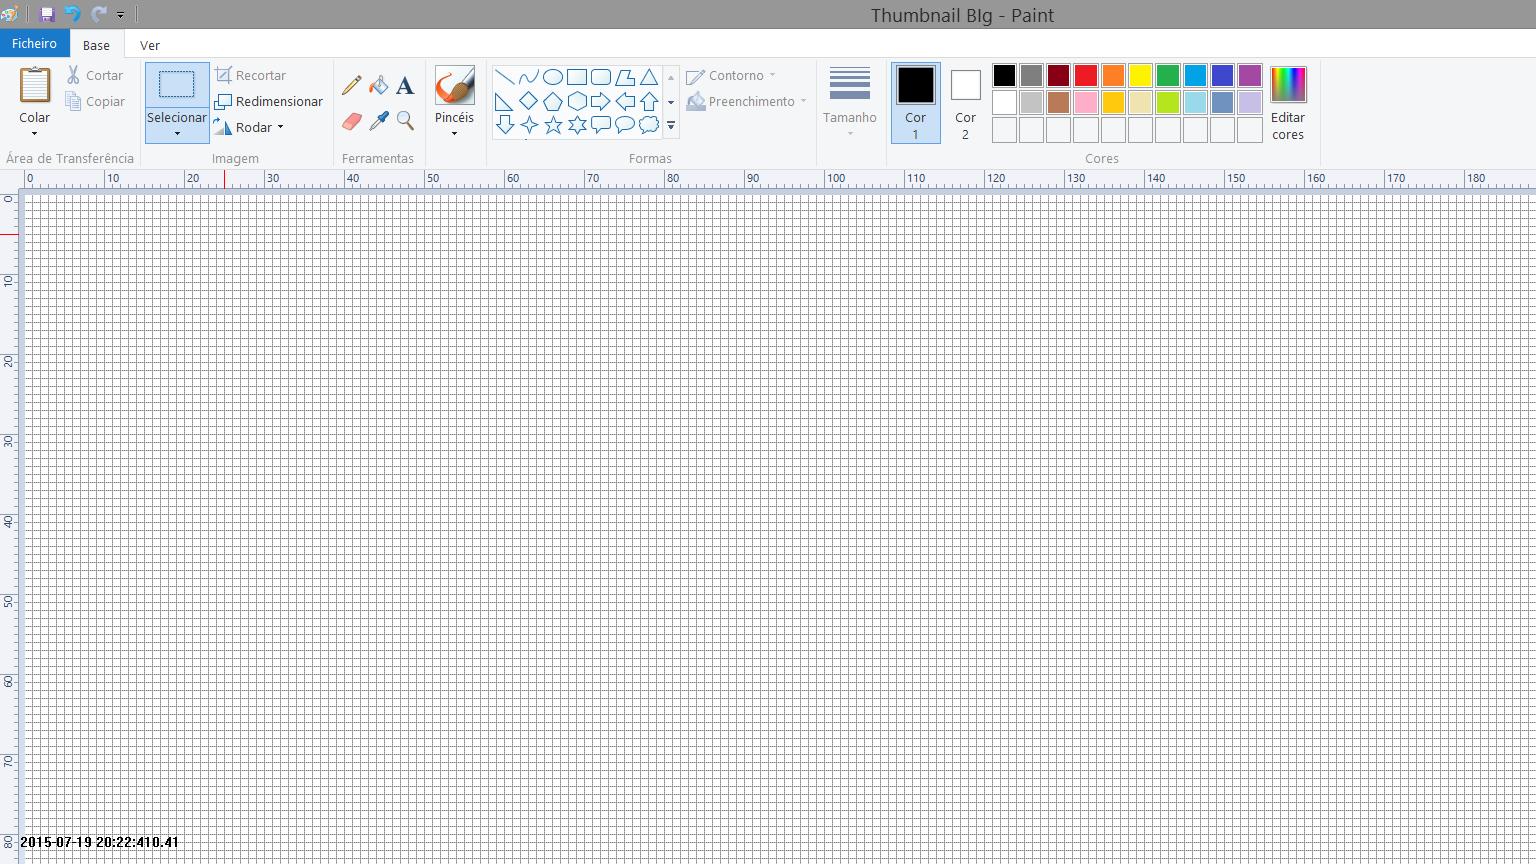 Thumbnail BIg - Paint
Ficheiro Base Ver
Colar
Cortar
Copiar
Área de Transferência
Selecionar
Recortar
Redimensionar
Rodar
Imagem
A
Ferramentas
Pincéis
Contorno
Preenchimento
Formas
Tamanho
Cor
1
Cor
2
Editar
cores
Cores
0 10 20 30 40 50 60 70 80 90 100 110 120 130 140 150 160 170 180
0
10
20
30
40
50
60
70
80
2015-07-19 20:22:410.41